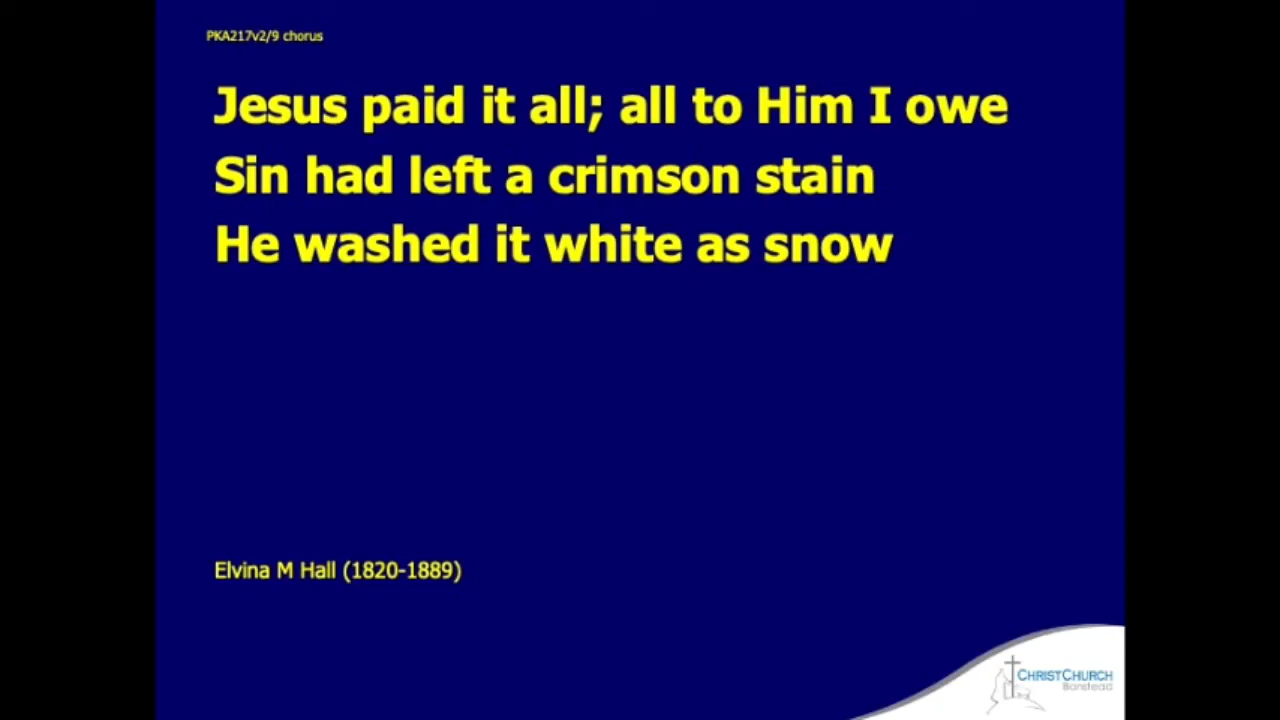 PKA217v2/9 chorus
Jesus paid it all; all to Him I owe
Sin had left a crimson stain
He washed it white as snow
Elvina M Hall (1820-1889)
CHRISTCHURCH
Banstead